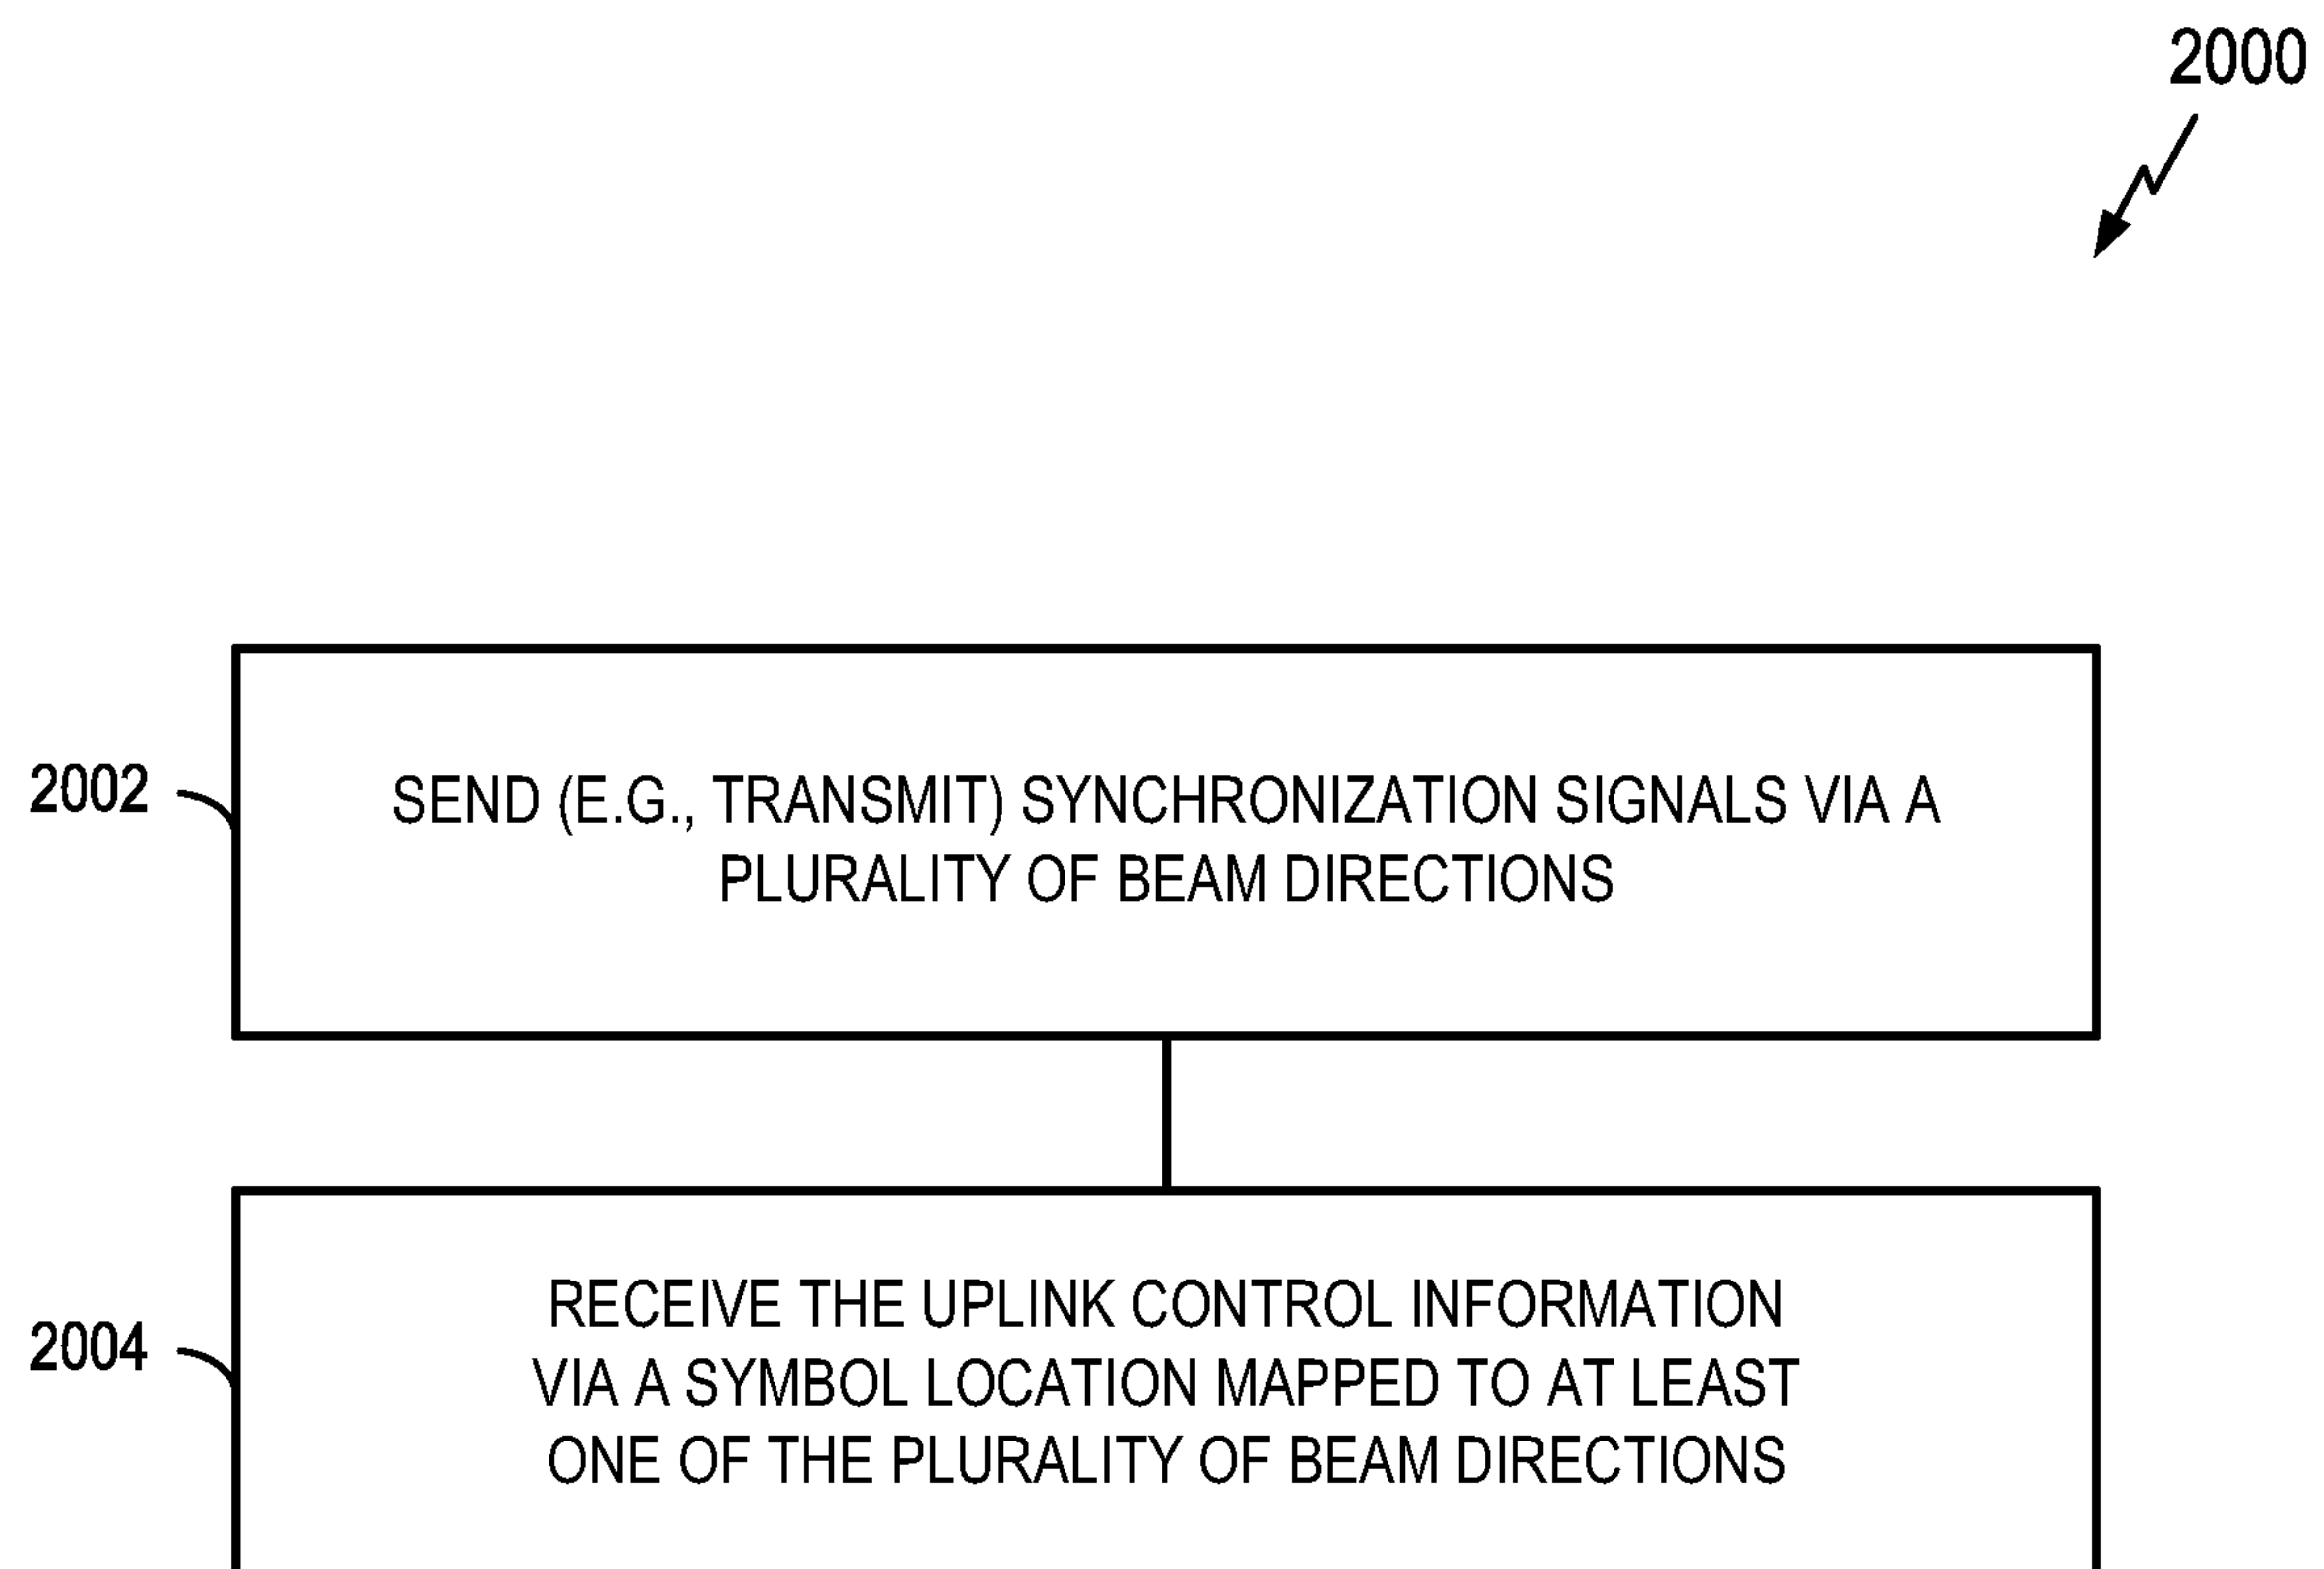 2000
2002
SEND (E.G., TRANSMIT) SYNCHRONIZATION SIGNALS VIA A
PLURALITY OF BEAM DIRECTIONS
2004
RECEIVE THE UPLINK CONTROL INFORMATION
VIA A SYMBOL LOCATION MAPPED TO AT LEAST
ONE OF THE PLURALITY OF BEAM DIRECTIONS